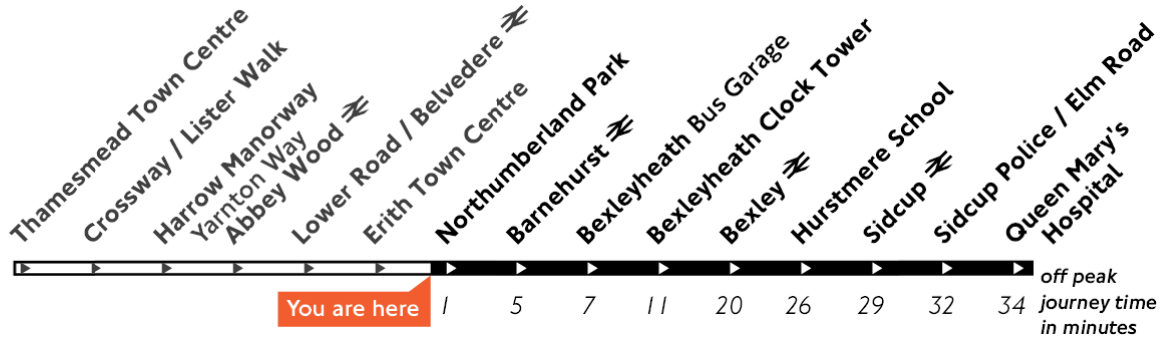 Thamesmead Town Centre
Crossway / Lister Walk
Harrow Manorway
Yarnton Way
Abbey Wood
Lower Road / Belvedere
Erith Town Centre
Northumberland Park
Barnehurst
Bexleyheath Bus Garage
Bexleyheath Clock Tower
Bexley
Hurstmere School
Sidcup
Sidcup Police / Elm Road
Queen Mary's
Hospital
You are here
1 5 7 11 20 26 29 32 34
off peak
journey time
in minutes